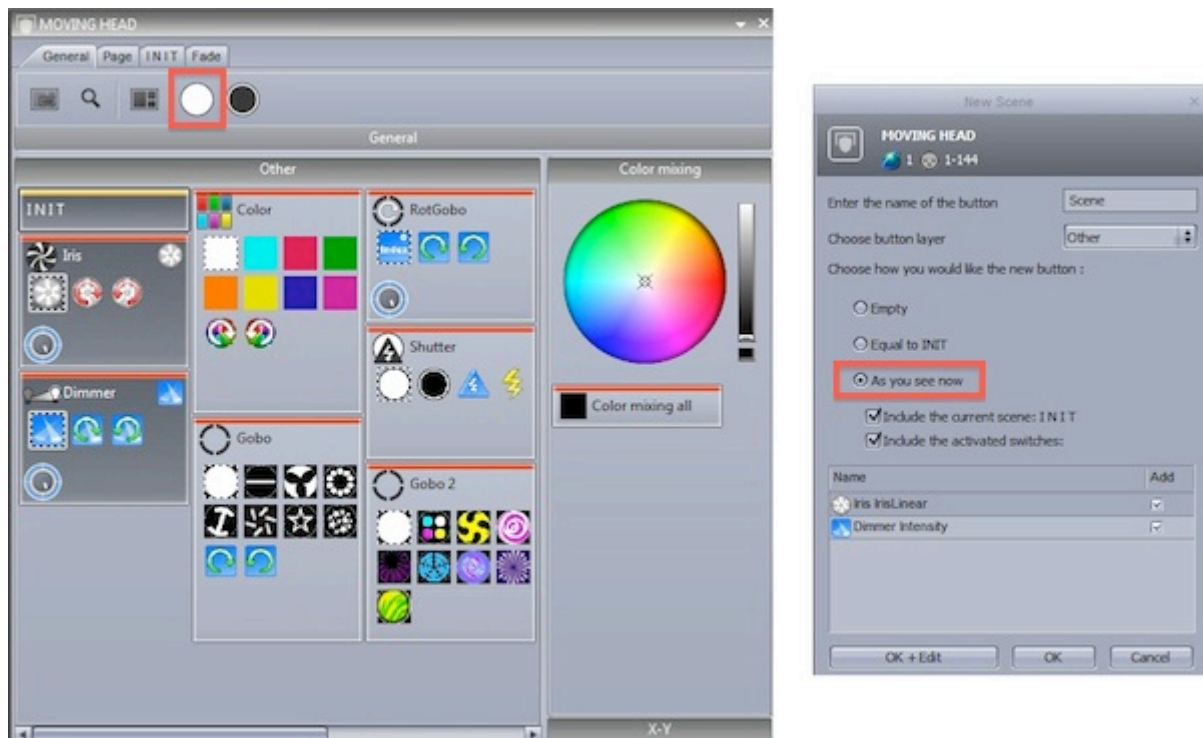 MOVING HEAD
General Page INIT Fade
General
Other
Color mixing
INIT
Iris
Dimmer
Color
Gobo
RotGobo
Index
Shutter
Gobo 2
Color mixing all
X-Y
New Scene
MOVING HEAD
1 1-144
Enter the name of the button Scene
Choose button layer Other
Choose how you would like the new button :
Empty
Equal to INIT
As you see now
Include the current scene: I N I T
Include the activated switches:
Name Add
Iris IrisLinear
Dimmer Intensity
OK + Edit OK Cancel